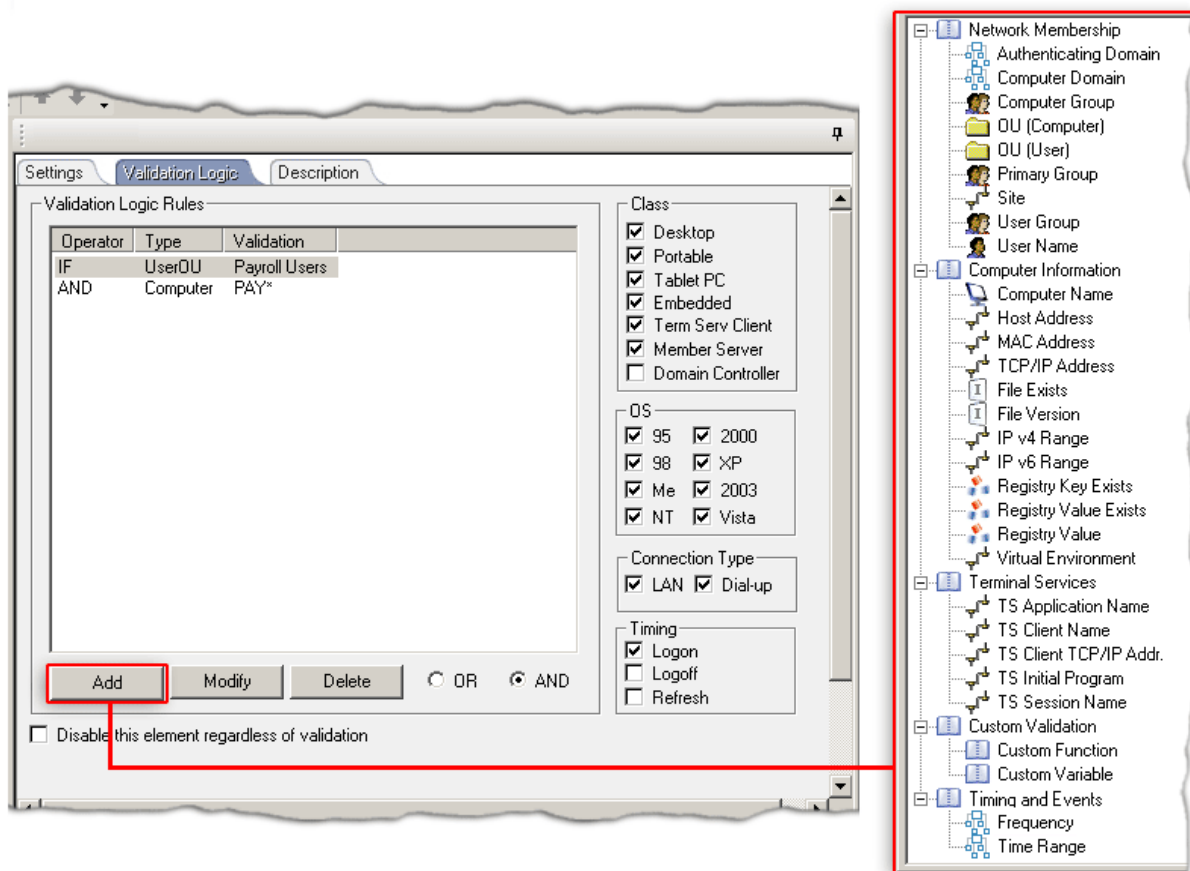 Settings
Validation Logic
Description
Validation Logic Rules
Operator Type Validation
IF UserOU Payroll Users
AND Computer PAY*
Add
Modify
Delete
OR
AND
Disable this element regardless of validation
Class
Desktop
Portable
Tablet PC
Embedded
Term Serv Client
Member Server
Domain Controller
OS
95 2000
98 XP
Me 2003
NT Vista
Connection Type
LAN Dial-up
Timing
Logon
Logoff
Refresh
Network Membership
Authenticating Domain
Computer Domain
Computer Group
OU (Computer)
OU (User)
Primary Group
Site
User Group
User Name
Computer Information
Computer Name
Host Address
MAC Address
TCP/IP Address
File Exists
File Version
IP v4 Range
IP v6 Range
Registry Key Exists
Registry Value Exists
Registry Value
Virtual Environment
Terminal Services
TS Application Name
TS Client Name
TS Client TCP/IP Addr.
TS Initial Program
TS Session Name
Custom Validation
Custom Function
Custom Variable
Timing and Events
Frequency
Time Range